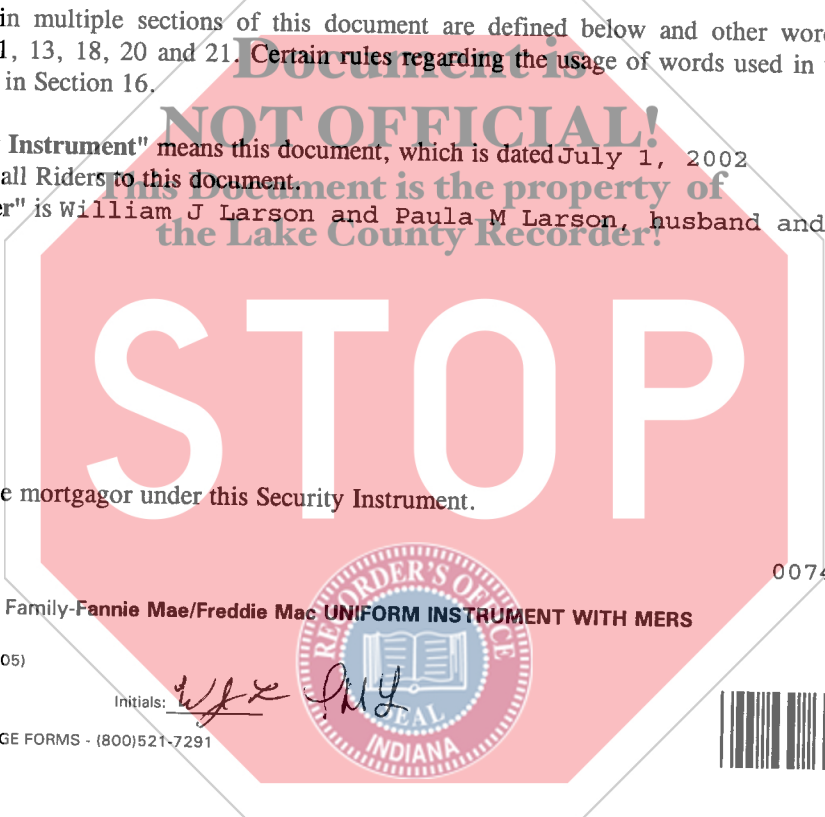 in multiple sections of this document are defined below and other wor
1, 13, 18, 20 and 21. Certain rules regarding the usage of words used in
in Section 16.
Document is
NOT OFFICIAL!
This Document is the property of
the Lake County Recorder!
Instrument" means this document, which is dated July 1, 2002
all Riders to this document.
r" is William J Larson and Paula M Larson, husband and
STOP
e mortgagor under this Security Instrument.
0074
Family-Fannie Mae/Freddie Mac UNIFORM INSTRUMENT WITH MERS
05)
Initials: WJL PML
GE FORMS - (800)521-7291
RECORDER'S OFFICE
SEAL
INDIANA